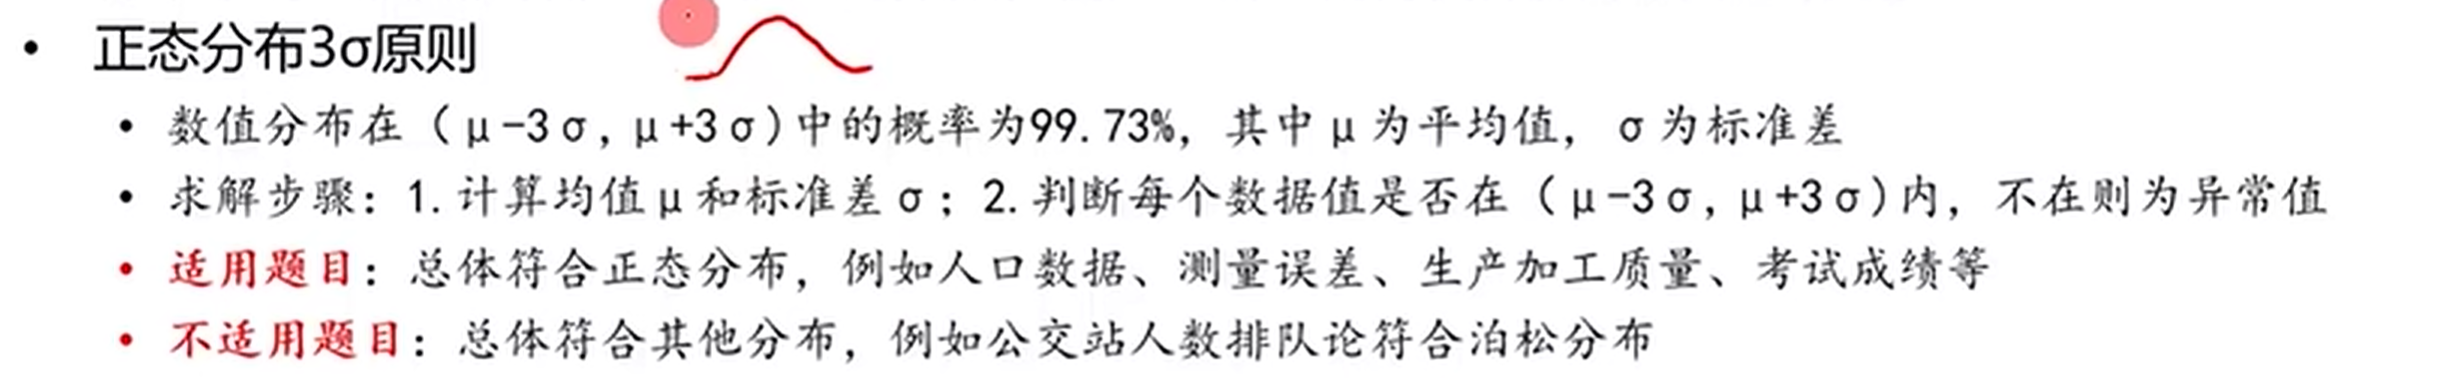 • 正态分布3σ原则
• 数值分布在（μ-3σ, μ+3σ)中的概率为99.73%，其中μ为平均值，σ为标准差
• 求解步骤：1.计算均值μ和标准差σ；2.判断每个数据值是否在（μ-3σ, μ+3σ)内，不在则为异常值
• 适用题目：总体符合正态分布，例如人口数据、测量误差、生产加工质量、考试成绩等
• 不适用题目：总体符合其他分布，例如公交站人数排队论符合泊松分布